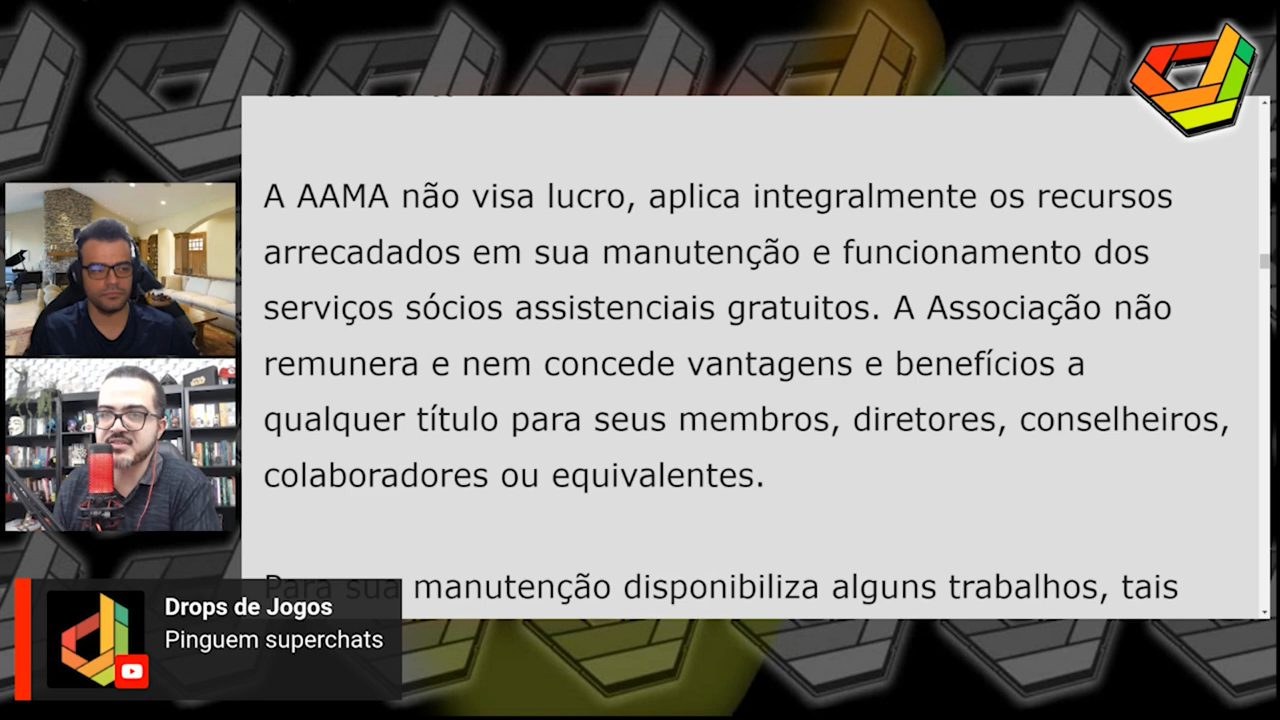 A AAMA não visa lucro, aplica integralmente os recursos
arrecadados em sua manutenção e funcionamento dos
serviços sócios assistenciais gratuitos. A Associação não
remunera e nem concede vantagens e benefícios a
qualquer título para seus membros, diretores, conselheiros,
colaboradores ou equivalentes.
Para sua manutenção disponibiliza alguns trabalhos, tais
Drops de Jogos
Pinguem superchats